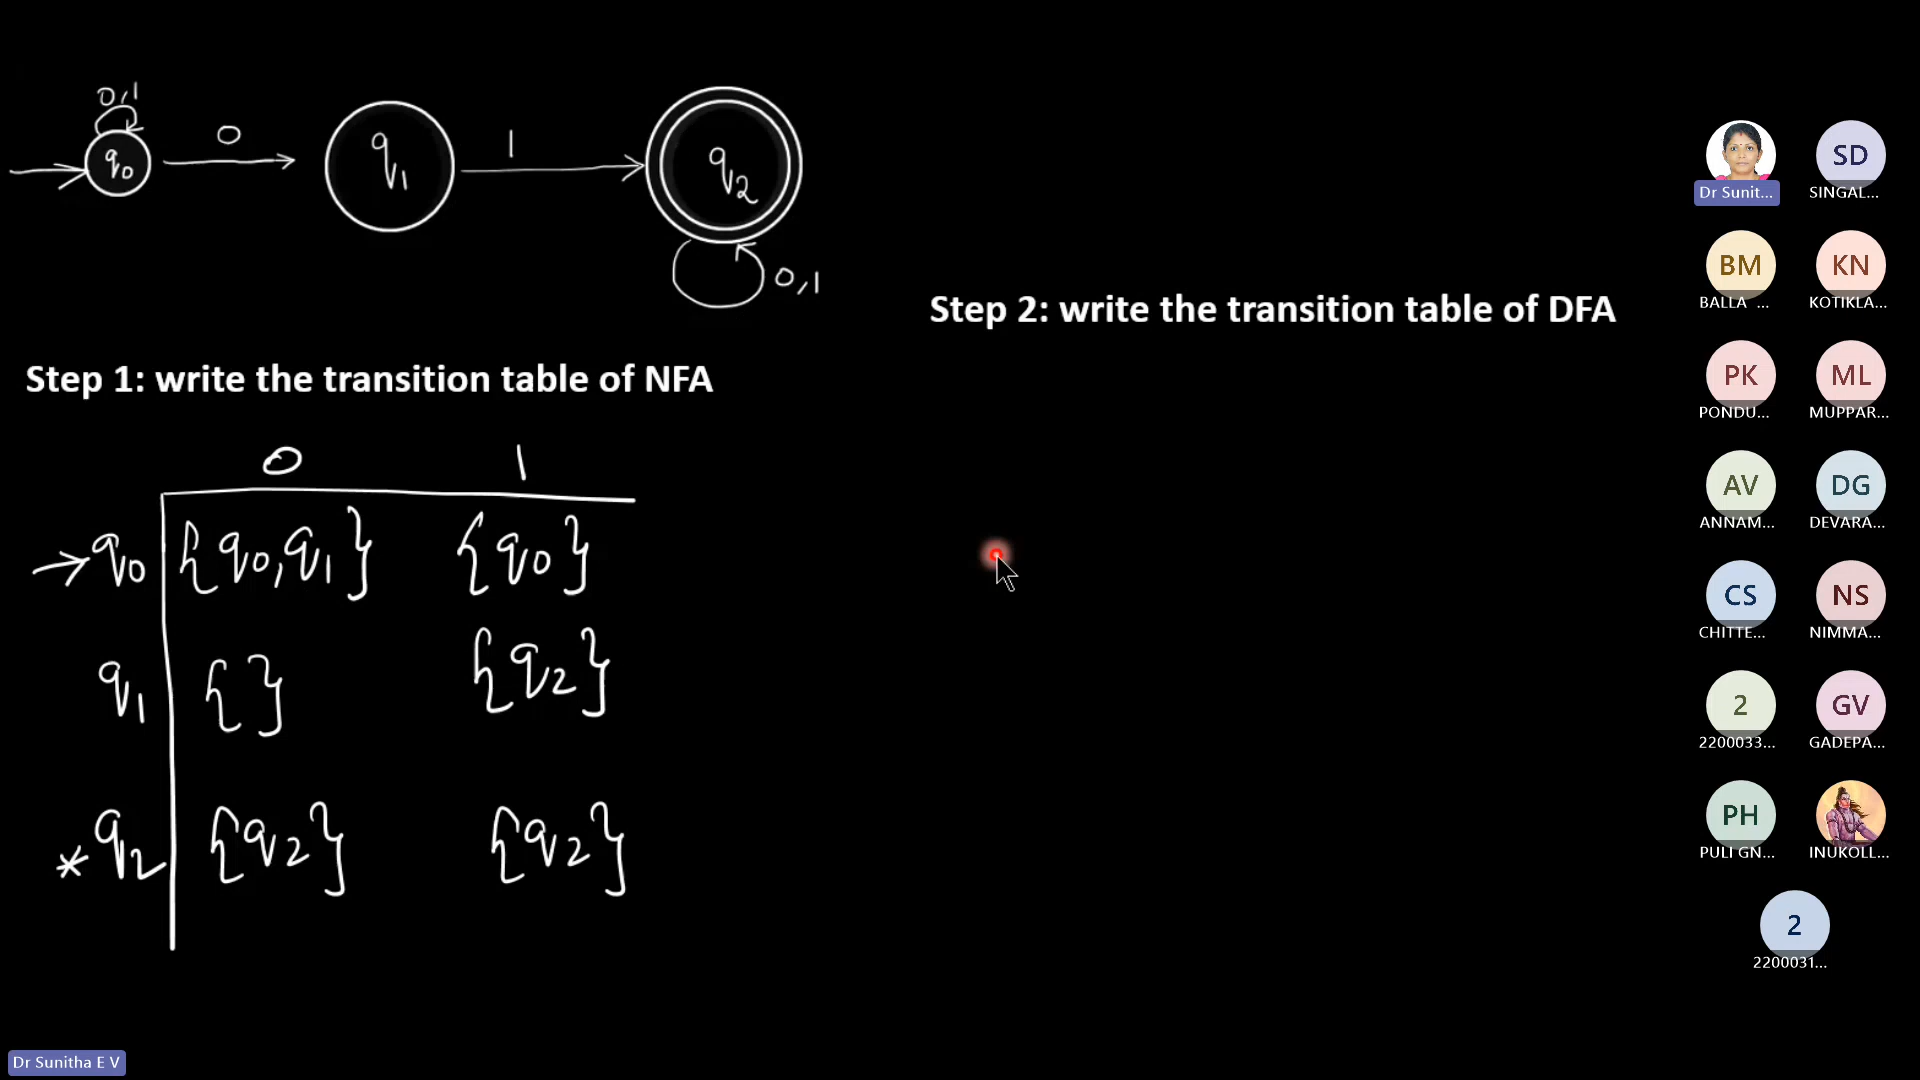 0,1
q0
0
q1
1
q2
0,1
Step 2: write the transition table of DFA
Step 1: write the transition table of NFA
0 1
→q0 {q0,q1} {q0}
q1 {} {q2}
*q2 {q2} {q2}
Dr Sunit...
SD
SINGAL...
BM
BALLA ...
KN
KOTIKLA...
PK
PONDU...
ML
MUPPAR...
AV
ANNAM...
DG
DEVARA...
CS
CHITTE...
NS
NIMMA...
2
2200033...
GV
GADEPA...
PH
PULI GN...
INUKOLL...
2
2200031...
Dr Sunitha E V